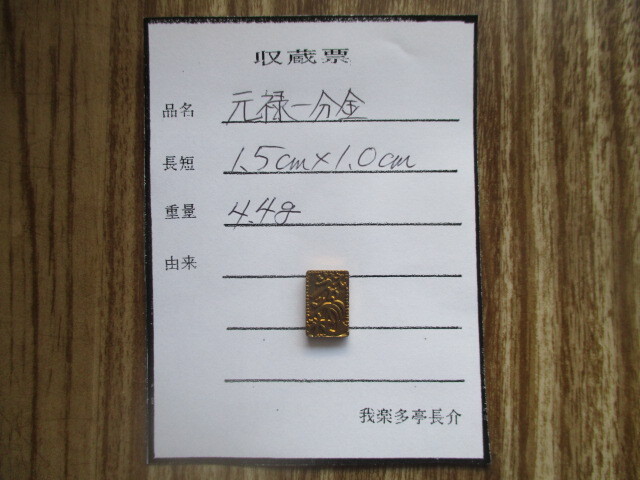 収蔵票
品名 元禄一分金
長短 1.5cm×1.0cm
重量 4.4g
由来
我楽多亭長介